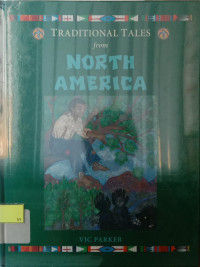 TRADITIONAL TALES
from
NORTH
AMERICA
VIC PARKER